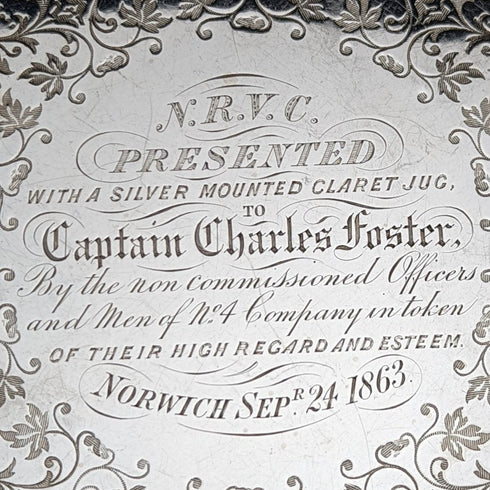 N.R.V.C.
PRESENTED
WITH A SILVER MOUNTED CLARET JUG,
TO
Captain Charles Foster,
By the non commissioned Officers
and Men of No. 4 Company in token
OF THEIR HIGH REGARD AND ESTEEM.
NORWICH SEPR. 24 1863.